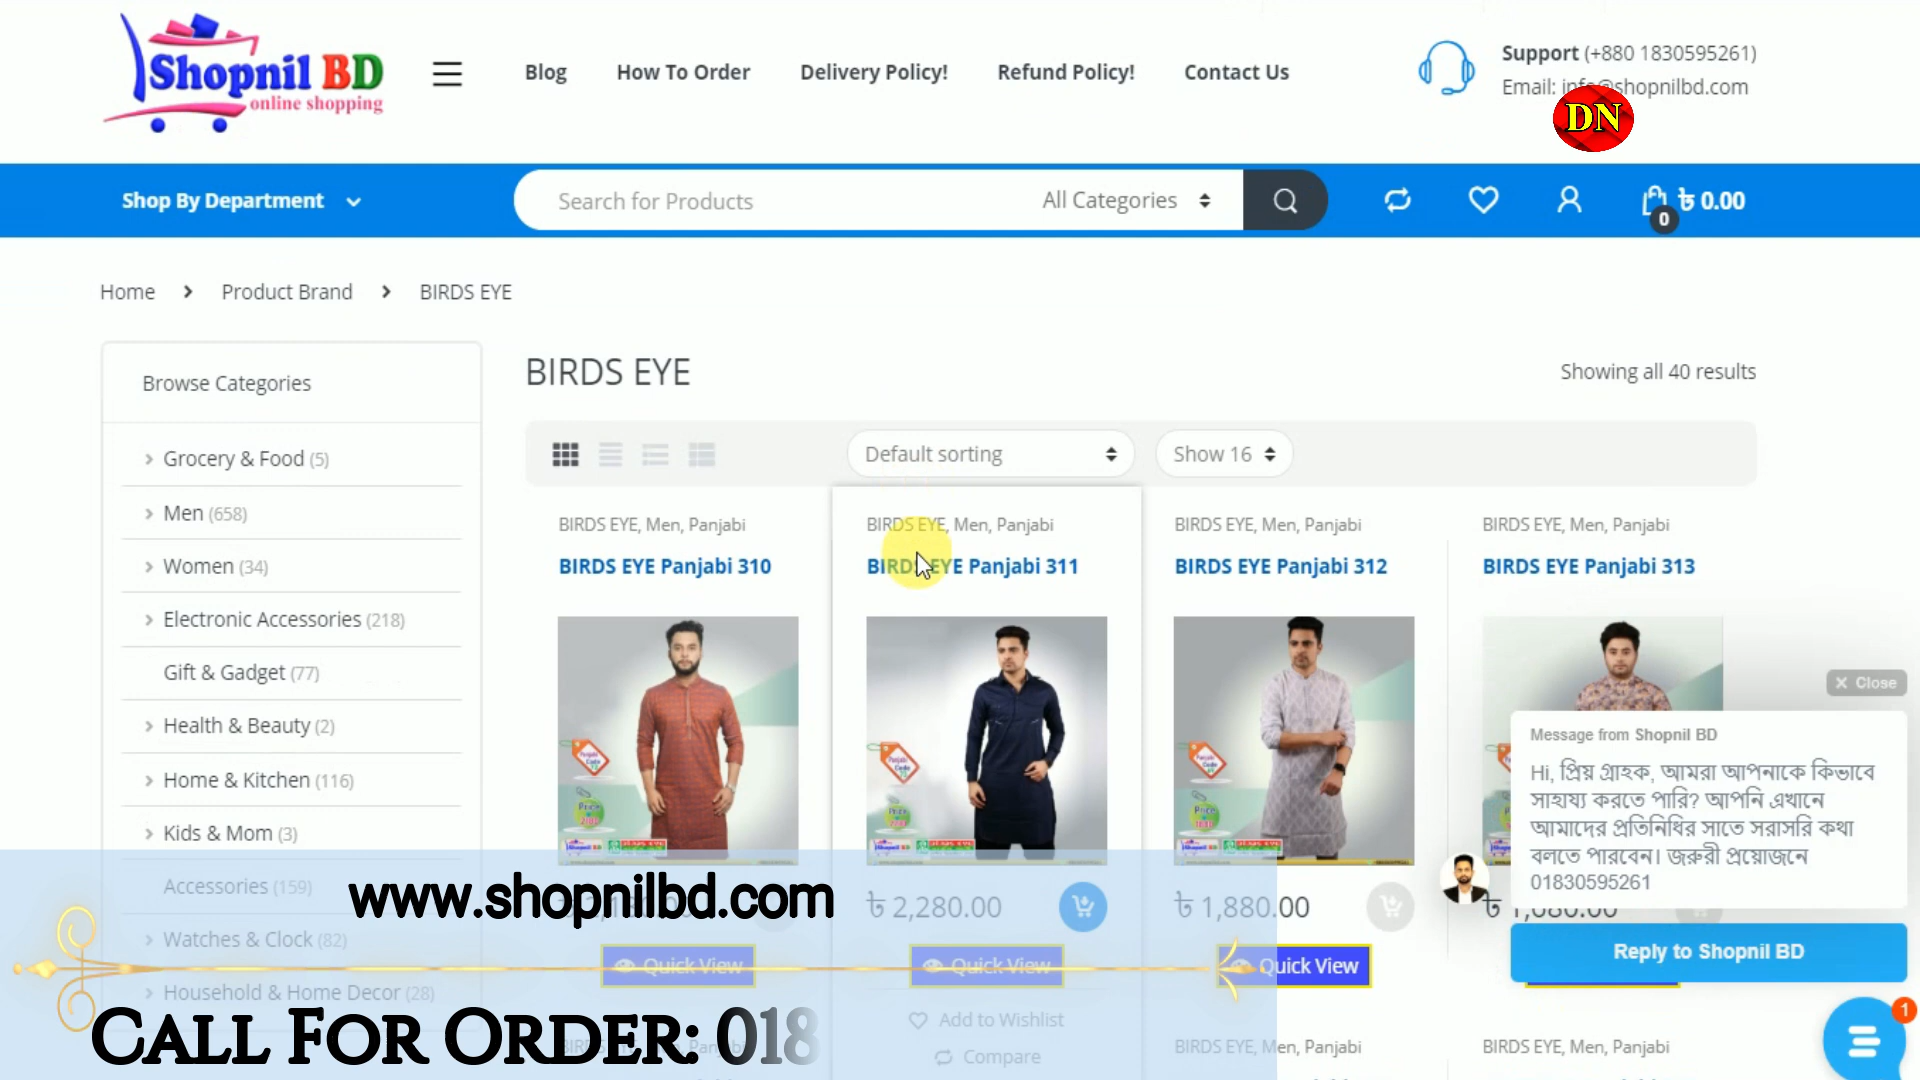 Shopnil BD
online shopping
Blog
How To Order
Delivery Policy!
Refund Policy!
Contact Us
Support (+880 1830595261)
Email: info@shopnilbd.com
DN
Shop By Department
Search for Products
All Categories
0
৳ 0.00
Home > Product Brand > BIRDS EYE
Browse Categories
Grocery & Food (5)
Men (658)
Women (34)
Electronic Accessories (218)
Gift & Gadget (77)
Health & Beauty (2)
Home & Kitchen (116)
Kids & Mom (3)
Accessories (159)
Watches & Clock (82)
Household & Home Decor (28)
BIRDS EYE
Showing all 40 results
Default sorting
Show 16
BIRDS EYE, Men, Panjabi
BIRDS EYE Panjabi 310
Quick View
BIRDS EYE, Men, Panjabi
BIRDS EYE Panjabi 311
৳ 2,280.00
Quick View
Add to Wishlist
Compare
BIRDS EYE, Men, Panjabi
BIRDS EYE Panjabi 312
৳ 1,880.00
Quick View
BIRDS EYE, Men, Panjabi
BIRDS EYE, Men, Panjabi
BIRDS EYE Panjabi 313
BIRDS EYE, Men, Panjabi
Close
Message from Shopnil BD
Hi, প্রিয় গ্রাহক, আমরা আপনাকে কিভাবে
সাহায্য করতে পারি? আপনি এখানে
আমাদের প্রতিনিধির সাতে সরাসরি কথা
বলতে পারবেন। জরুরী প্রয়োজনে
01830595261
Reply to Shopnil BD
1
www.shopnilbd.com
Call For Order: 018